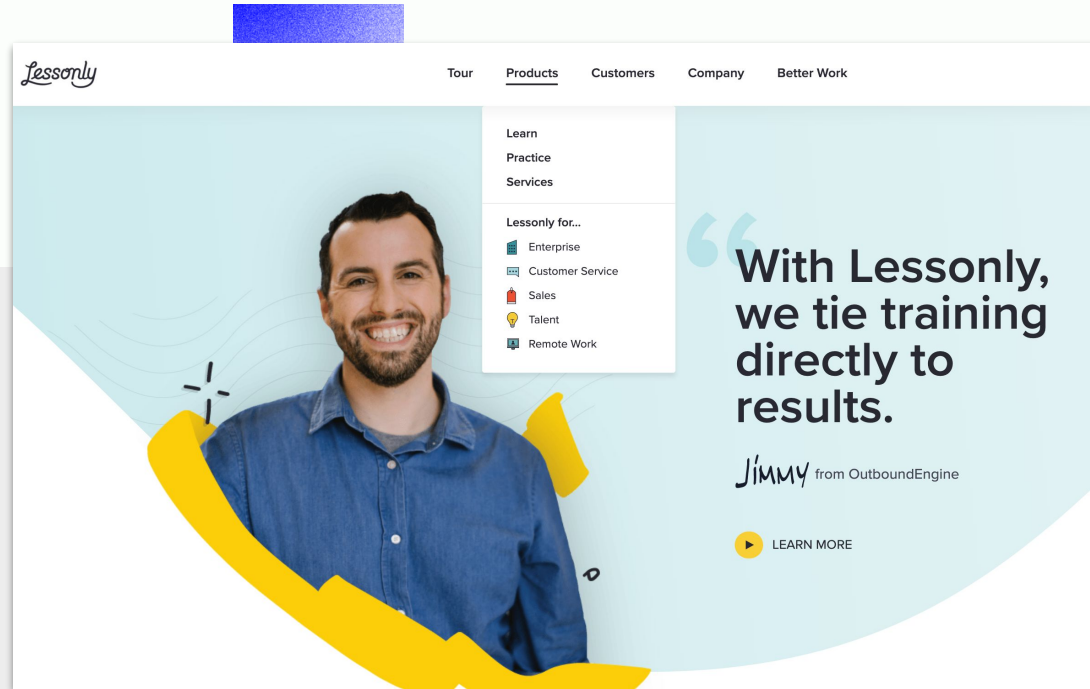 Lessonly
Tour Products Customers Company Better Work
Learn
Practice
Services
Lessonly for...
Enterprise
Customer Service
Sales
Talent
Remote Work
“With Lessonly,
we tie training
directly to
results.
Jimmy from OutboundEngine
LEARN MORE